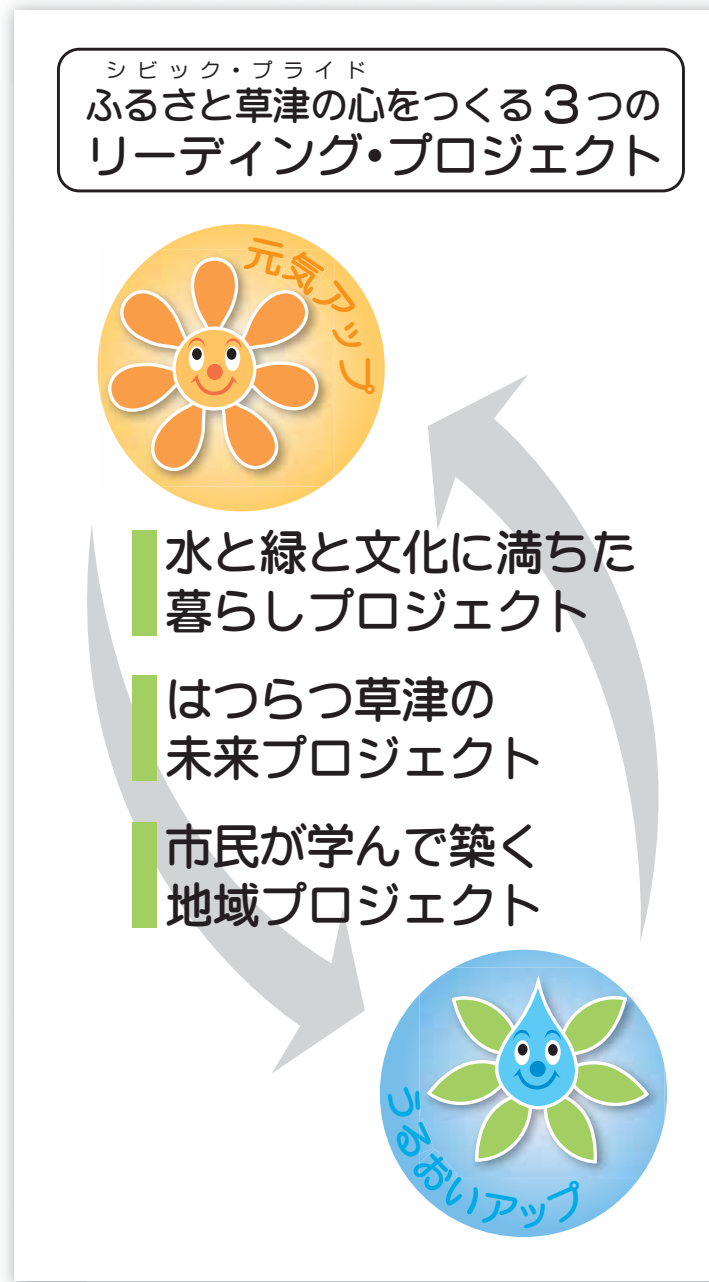 シビック・プライド
ふるさと草津の心をつくる3つの
リーディング・プロジェクト
元気アップ
水と緑と文化に満ちた
暮らしプロジェクト
はつらつ草津の
未来プロジェクト
市民が学んで築く
地域プロジェクト
うるおいアップ